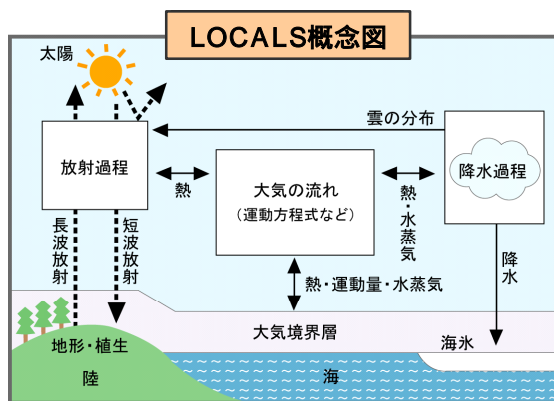 LOCALS概念図
太陽
雲の分布
放射過程
熱
大気の流れ
(運動方程式など)
熱・水蒸気
降水過程
長波放射
短波放射
熱・運動量・水蒸気
降水
大気境界層
地形・植生
海氷
陸
海